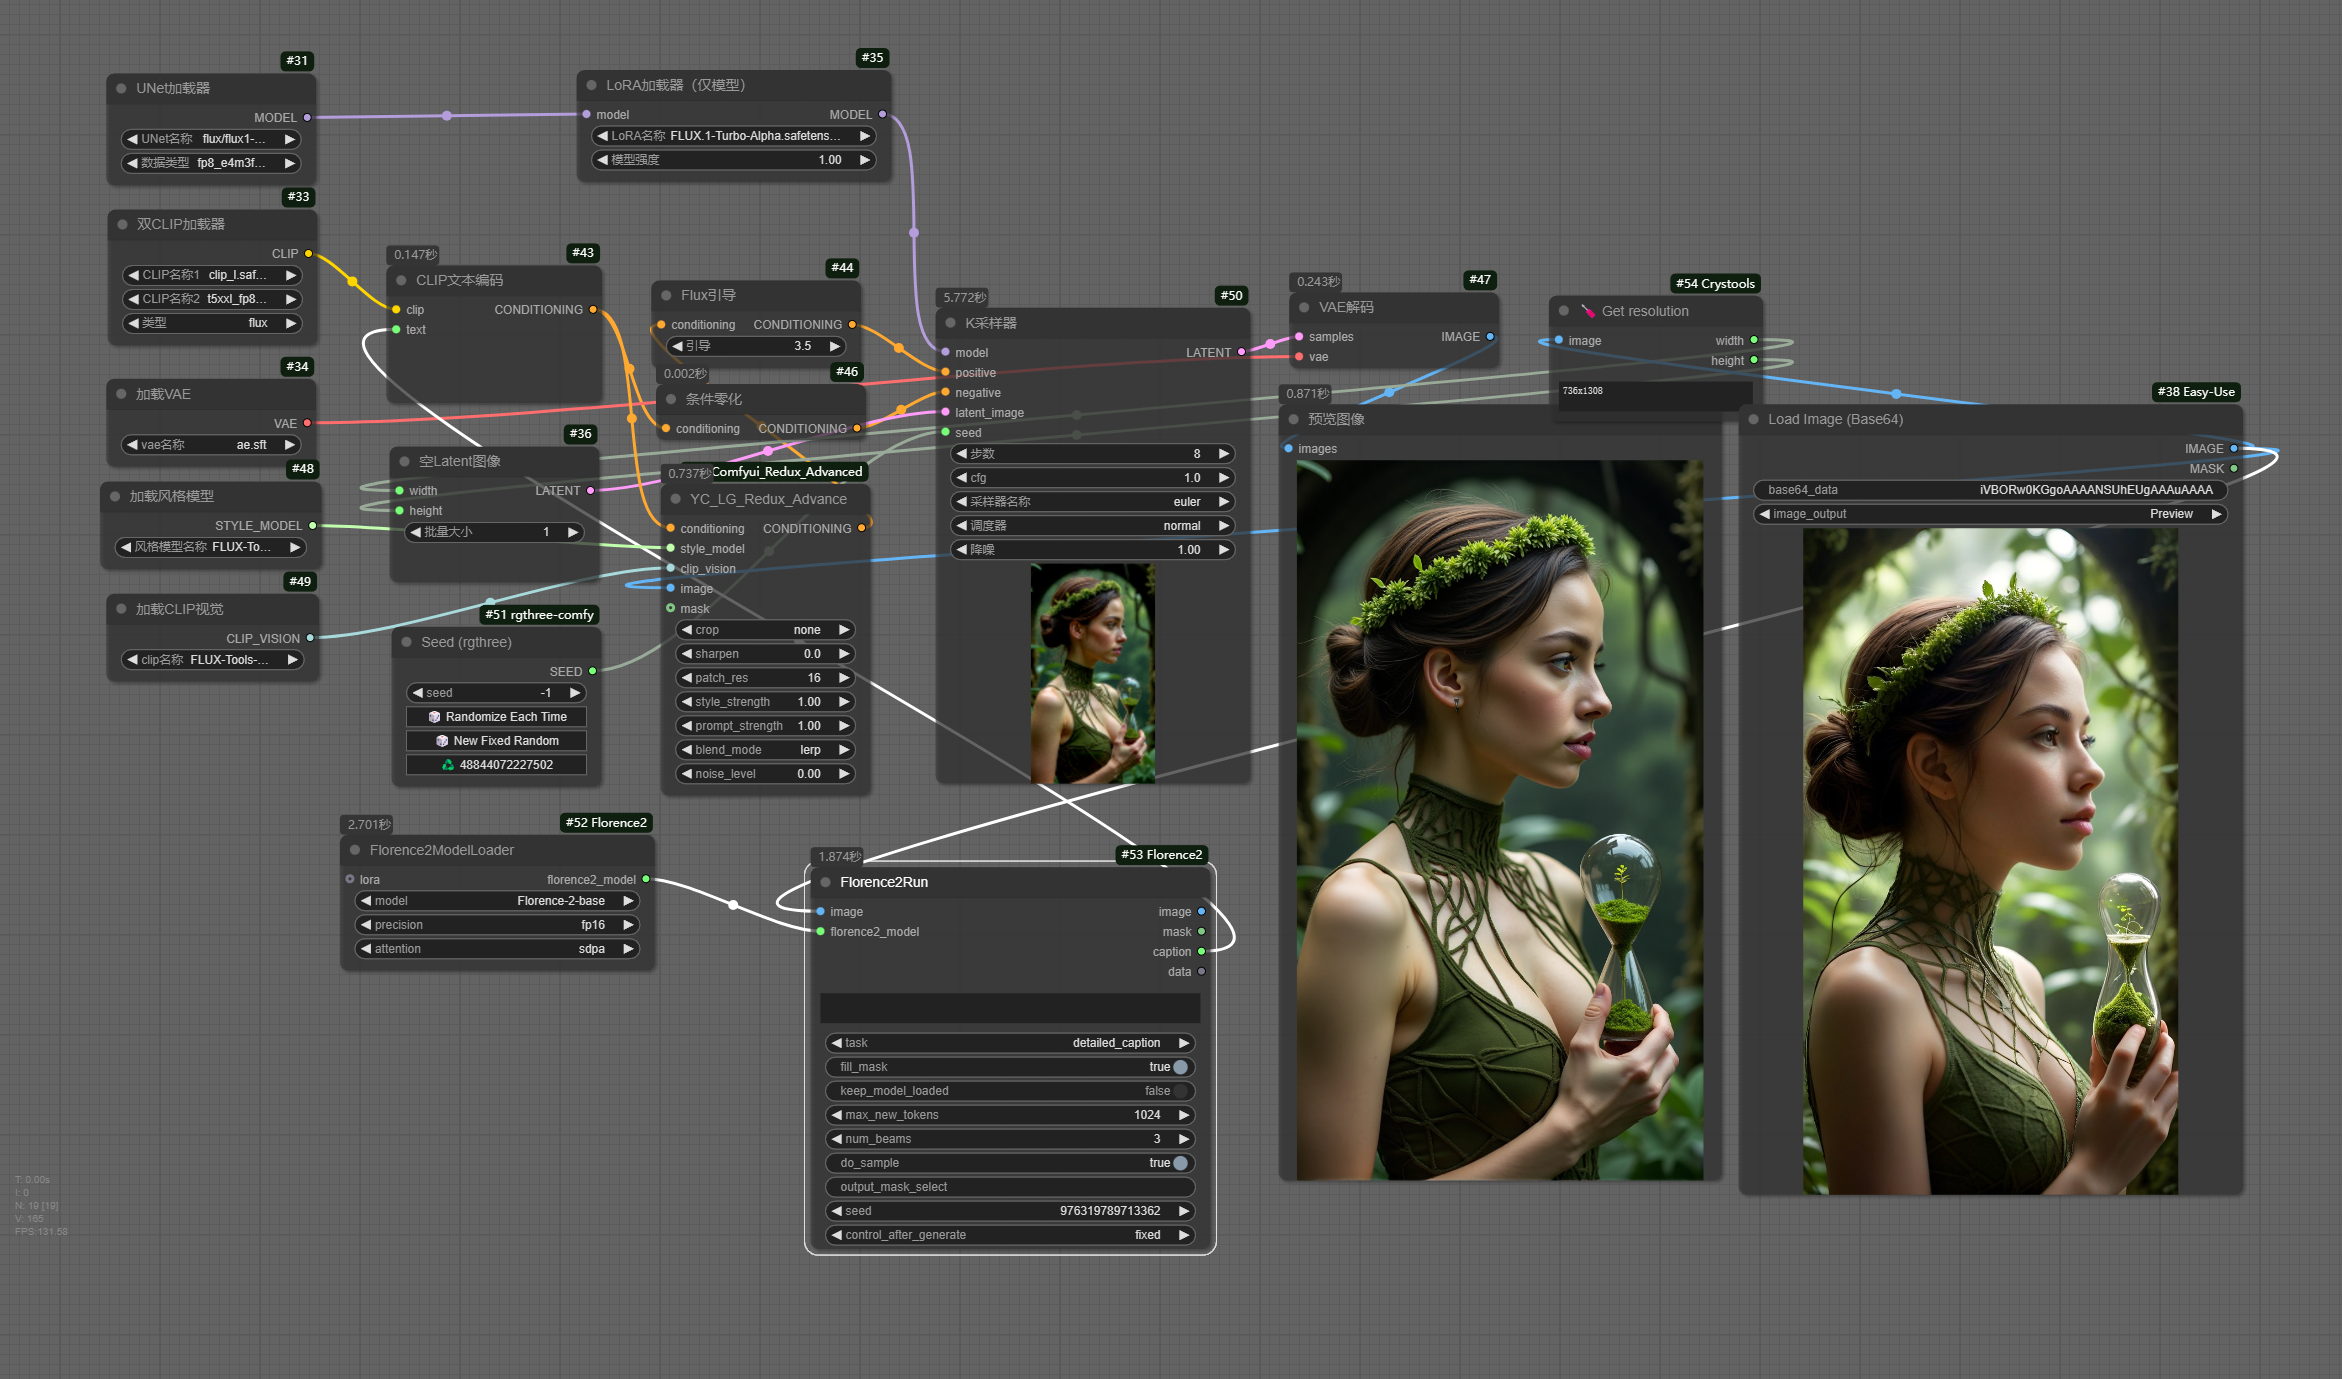 #31
UNet加载器
MODEL
UNet名称 flux/flux1-...
数据类型 fp8_e4m3f...
#33
双CLIP加载器
CLIP
CLIP名称1 clip_l.saf...
CLIP名称2 t5xxl_fp8...
类型 flux
#34
加载VAE
VAE
vae名称 ae.sft
#48
加载风格模型
STYLE_MODEL
风格模型名称 FLUX-To...
#49
加载CLIP视觉
CLIP_VISION
clip名称 FLUX-Tools-...
#35
LoRA加载器（仅模型）
model MODEL
LoRA名称 FLUX.1-Turbo-Alpha.safetens...
模型强度 1.00
0.147秒 #43
CLIP文本编码
clip CONDITIONING
text
#36
空Latent图像
width LATENT
height
批量大小 1
#51 rgthree-comfy
Seed (rgthree)
SEED
seed -1
Randomize Each Time
New Fixed Random
48844072227502
#44
Flux引导
conditioning CONDITIONING
引导 3.5
0.002秒 #46
条件零化
conditioning CONDITIONING
0.737秒 Comfyui_Redux_Advanced
YC_LG_Redux_Advance
conditioning CONDITIONING
style_model
clip_vision
image
mask
crop none
sharpen 0.0
patch_res 16
style_strength 1.00
prompt_strength 1.00
blend_mode lerp
noise_level 0.00
5.772秒 #50
K采样器
model LATENT
positive
negative
latent_image
seed
步数 8
cfg 1.0
采样器名称 euler
调度器 normal
降噪 1.00
0.243秒 #47
VAE解码
samples IMAGE
vae
0.871秒
预览图像
images
#54 Crystools
Get resolution
image width
height
736x1308
#38 Easy-Use
Load Image (Base64)
IMAGE
MASK
base64_data iVBORw0KGgoAAAANSUhEUgAAAuAAAA
image_output Preview
2.701秒 #52 Florence2
Florence2ModelLoader
lora florence2_model
model Florence-2-base
precision fp16
attention sdpa
1.874秒 #53 Florence2
Florence2Run
image image
florence2_model mask
caption
data
task detailed_caption
fill_mask true
keep_model_loaded false
max_new_tokens 1024
num_beams 3
do_sample true
output_mask_select
seed 976319789713362
control_after_generate fixed
T: 0.00s
I: 0
N: 19 [19]
V: 165
FPS:131.58